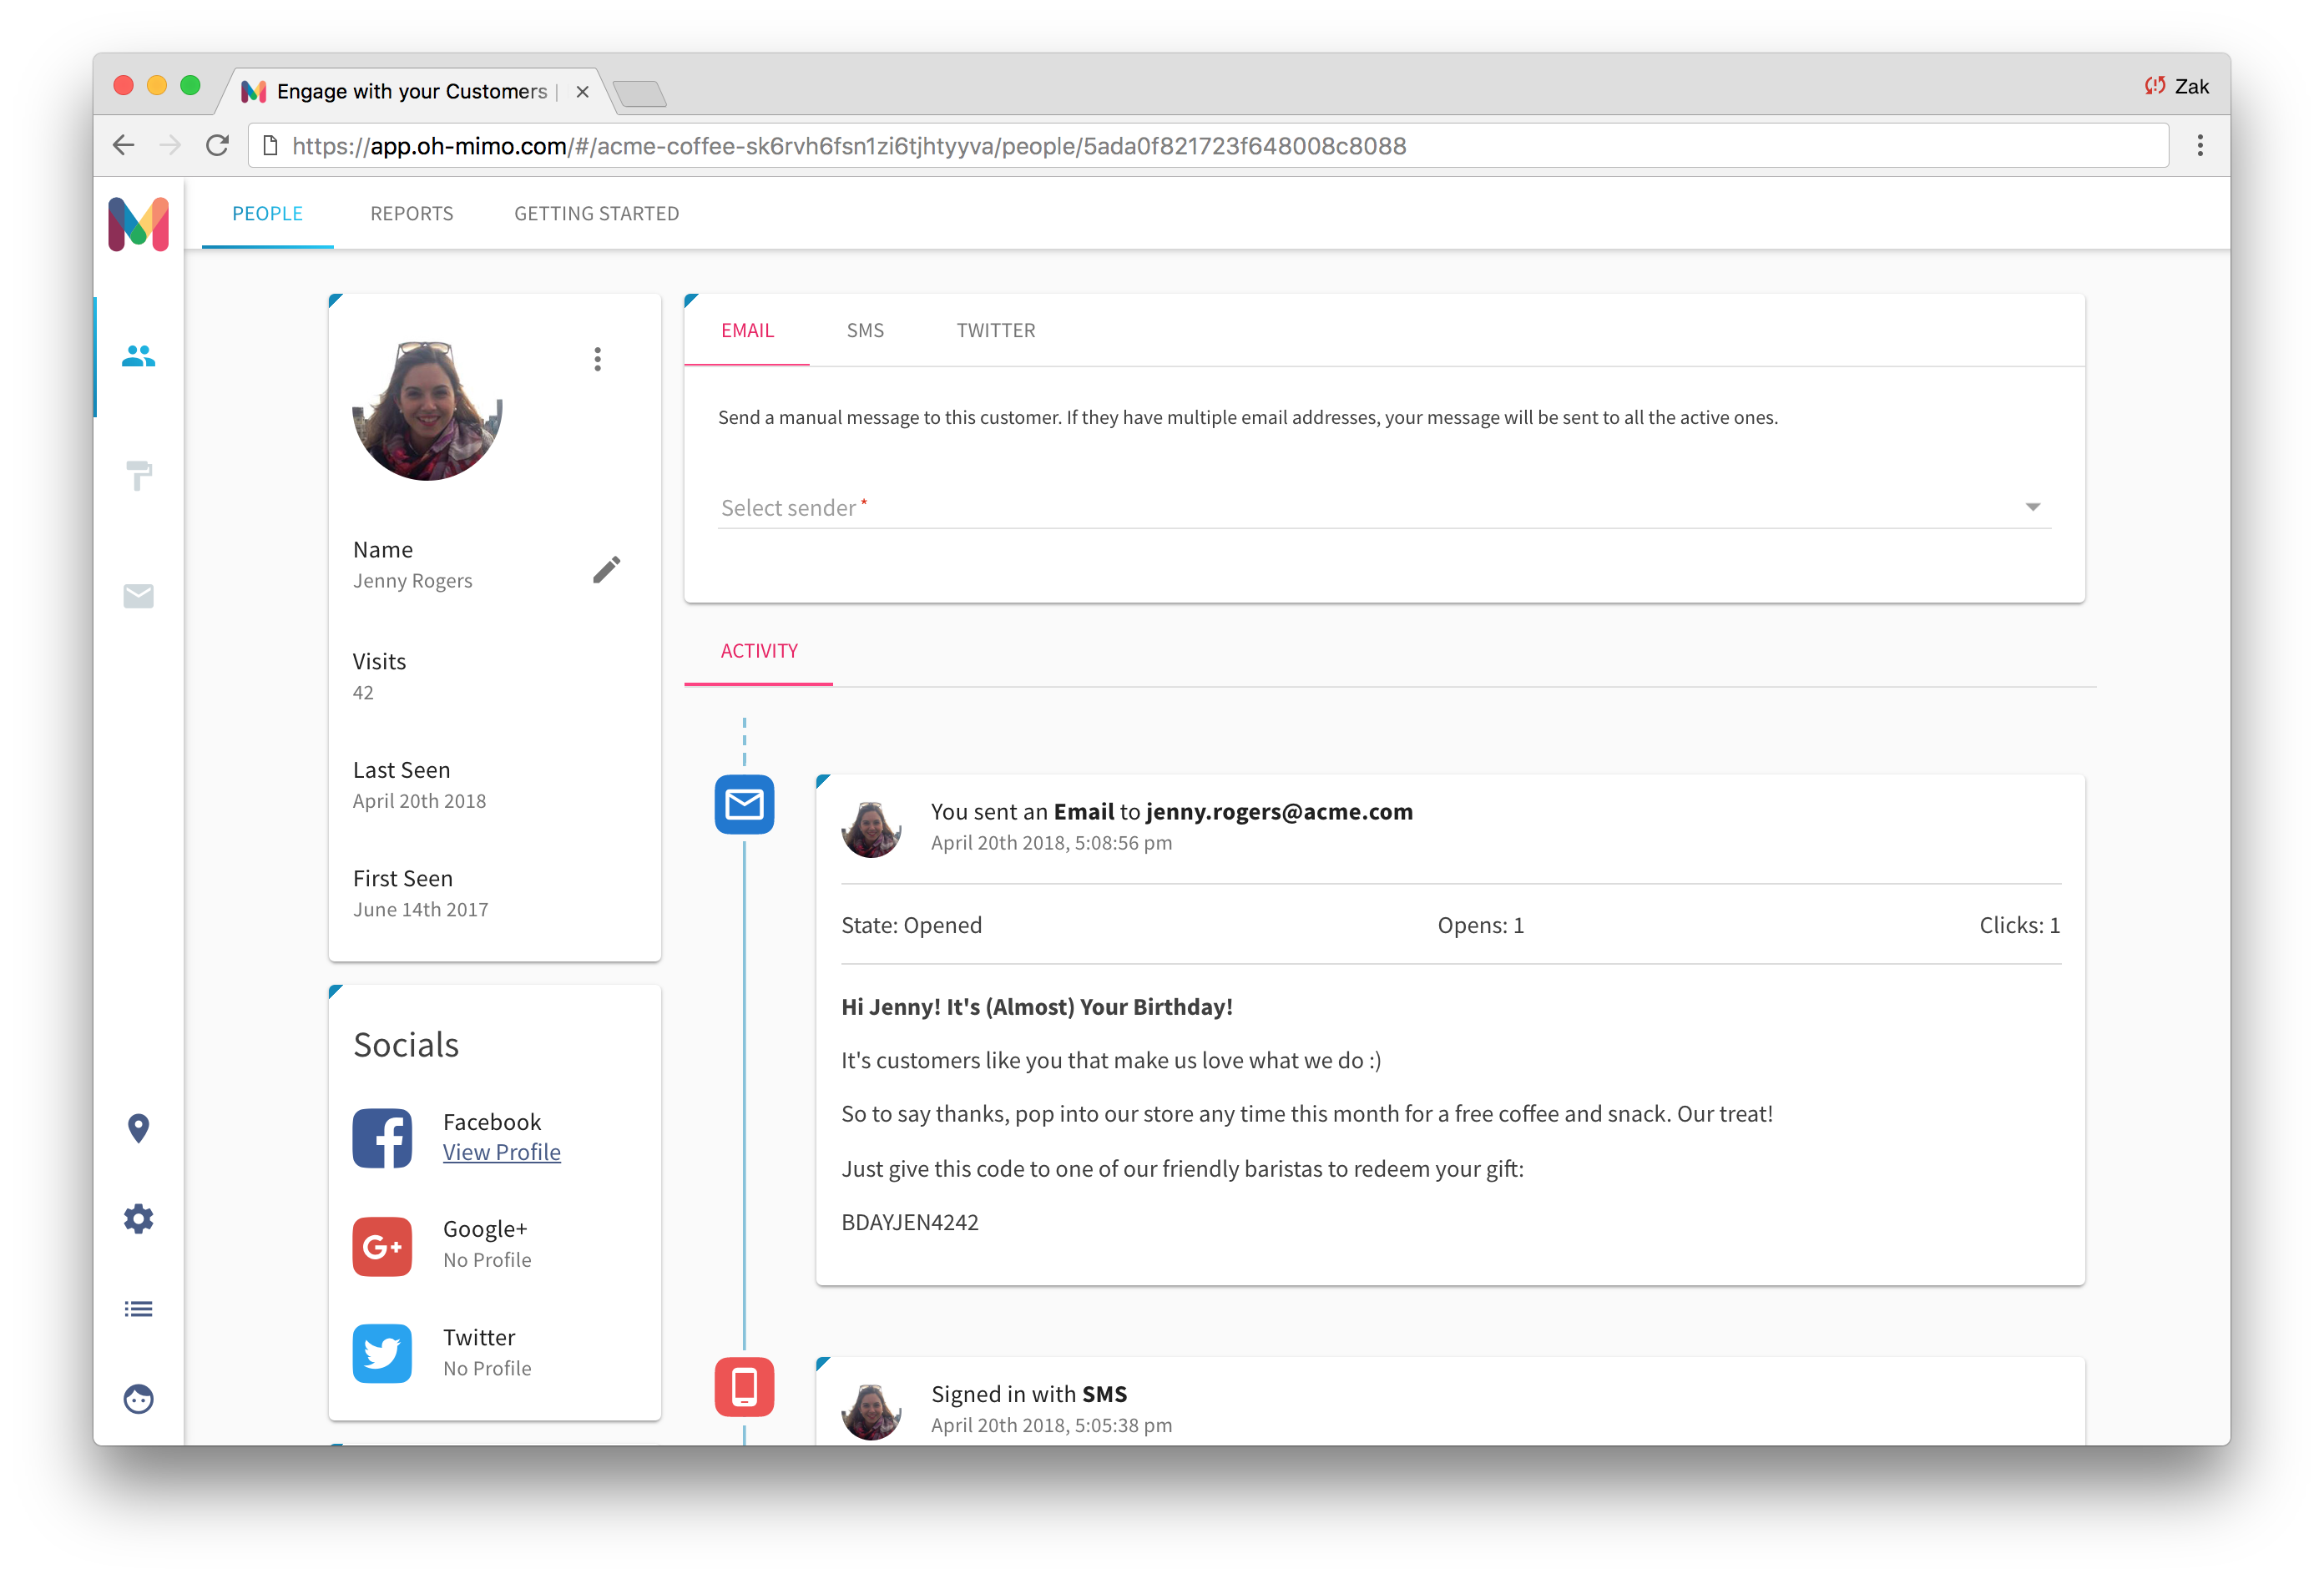 Engage with your Customers |
Zak
https://app.oh-mimo.com/#/acme-coffee-sk6rvh6fsn1zi6tjhtyyva/people/5ada0f821723f648008c8088
PEOPLE
REPORTS
GETTING STARTED
Name
Jenny Rogers
Visits
42
Last Seen
April 20th 2018
First Seen
June 14th 2017
Socials
Facebook
View Profile
G+
Google+
No Profile
Twitter
No Profile
EMAIL
SMS
TWITTER
Send a manual message to this customer. If they have multiple email addresses, your message will be sent to all the active ones.
Select sender *
ACTIVITY
You sent an Email to jenny.rogers@acme.com
April 20th 2018, 5:08:56 pm
State: Opened
Opens: 1
Clicks: 1
Hi Jenny! It's (Almost) Your Birthday!
It's customers like you that make us love what we do :)
So to say thanks, pop into our store any time this month for a free coffee and snack. Our treat!
Just give this code to one of our friendly baristas to redeem your gift:
BDAYJEN4242
Signed in with SMS
April 20th 2018, 5:05:38 pm